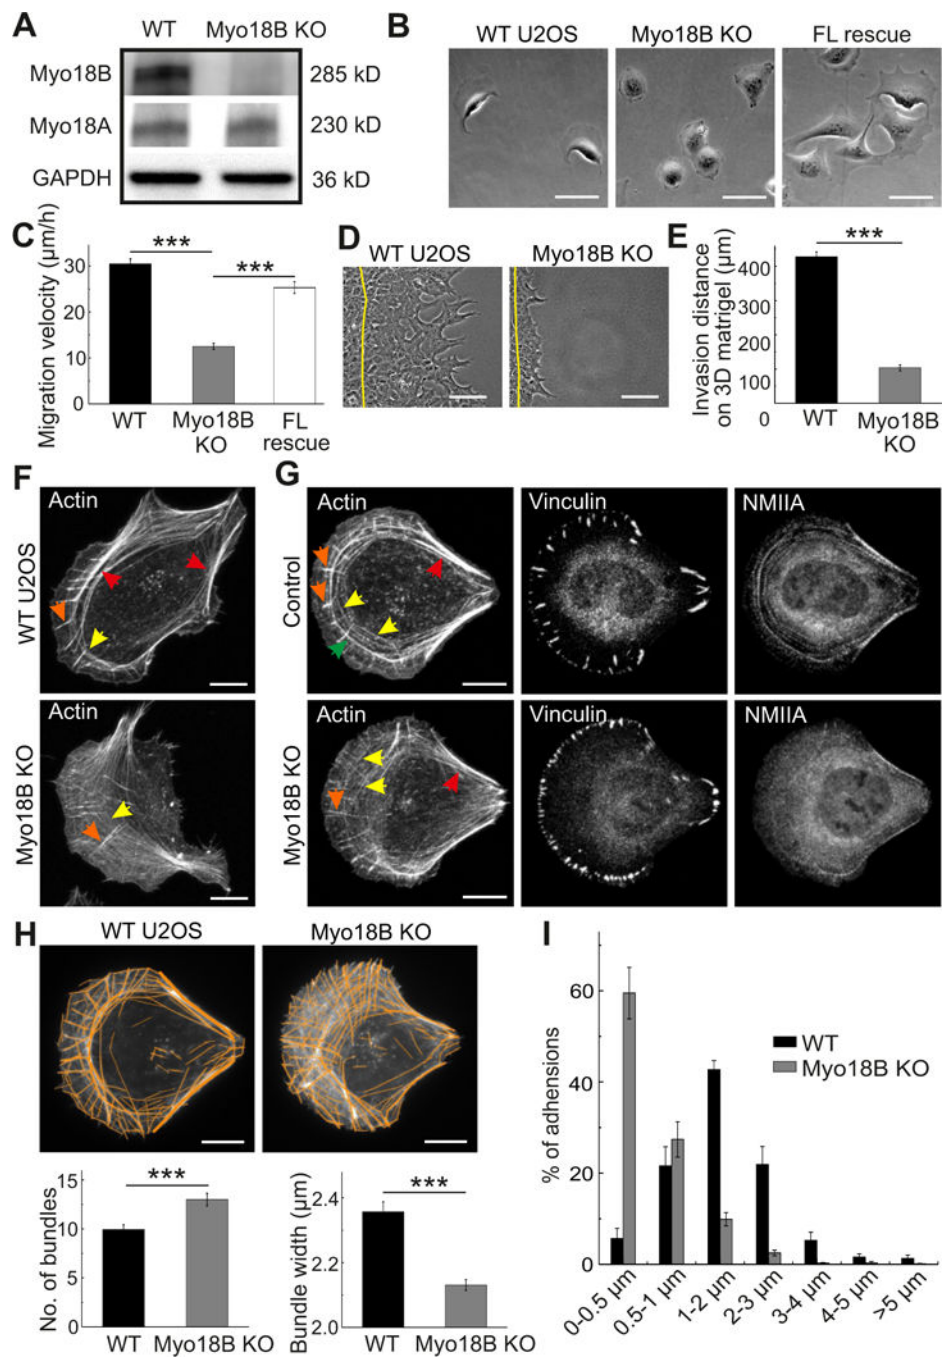 A
WT Myo18B KO
Myo18B 285 kD
Myo18A 230 kD
GAPDH 36 kD
B
WT U2OS Myo18B KO FL rescue
C
Migration velocity (μm/h)
30
20
10
0
***
***
WT Myo18B KO FL rescue
D
WT U2OS Myo18B KO
E
Invasion distance
on 3D matrigel (μm)
400
300
200
100
0
***
WT Myo18B
KO
F
WT U2OS
Actin
Myo18B KO
Actin
G
Control
Actin Vinculin NMIIA
Myo18B KO
Actin Vinculin NMIIA
H
WT U2OS Myo18B KO
No. of bundles
15
10
5
0
***
WT Myo18B KO
Bundle width (μm)
2.4
2.2
2.0
***
WT Myo18B KO
I
% of adhensions
60
40
20
0
WT
Myo18B KO
0-0.5 μm
0.5-1 μm
1-2 μm
2-3 μm
3-4 μm
4-5 μm
>5 μm